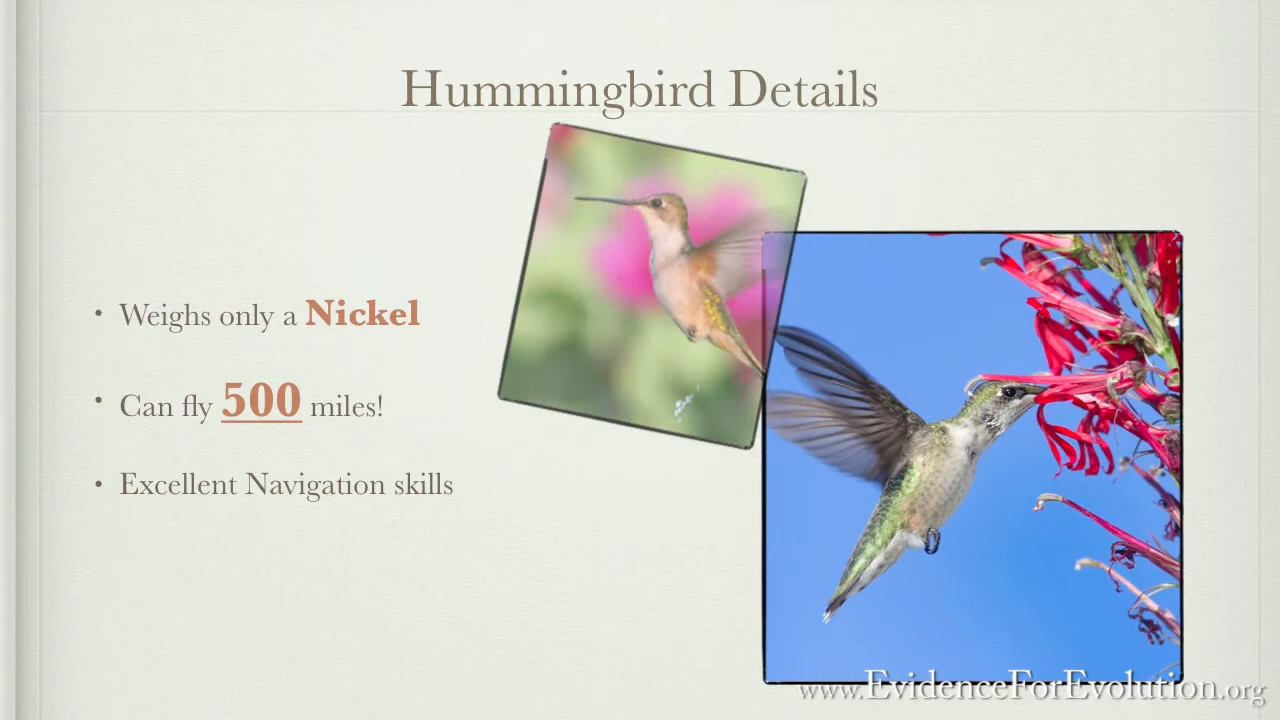 Hummingbird Details
• Weighs only a Nickel
• Can fly 500 miles!
• Excellent Navigation skills
www.EvidenceForEvolution.org